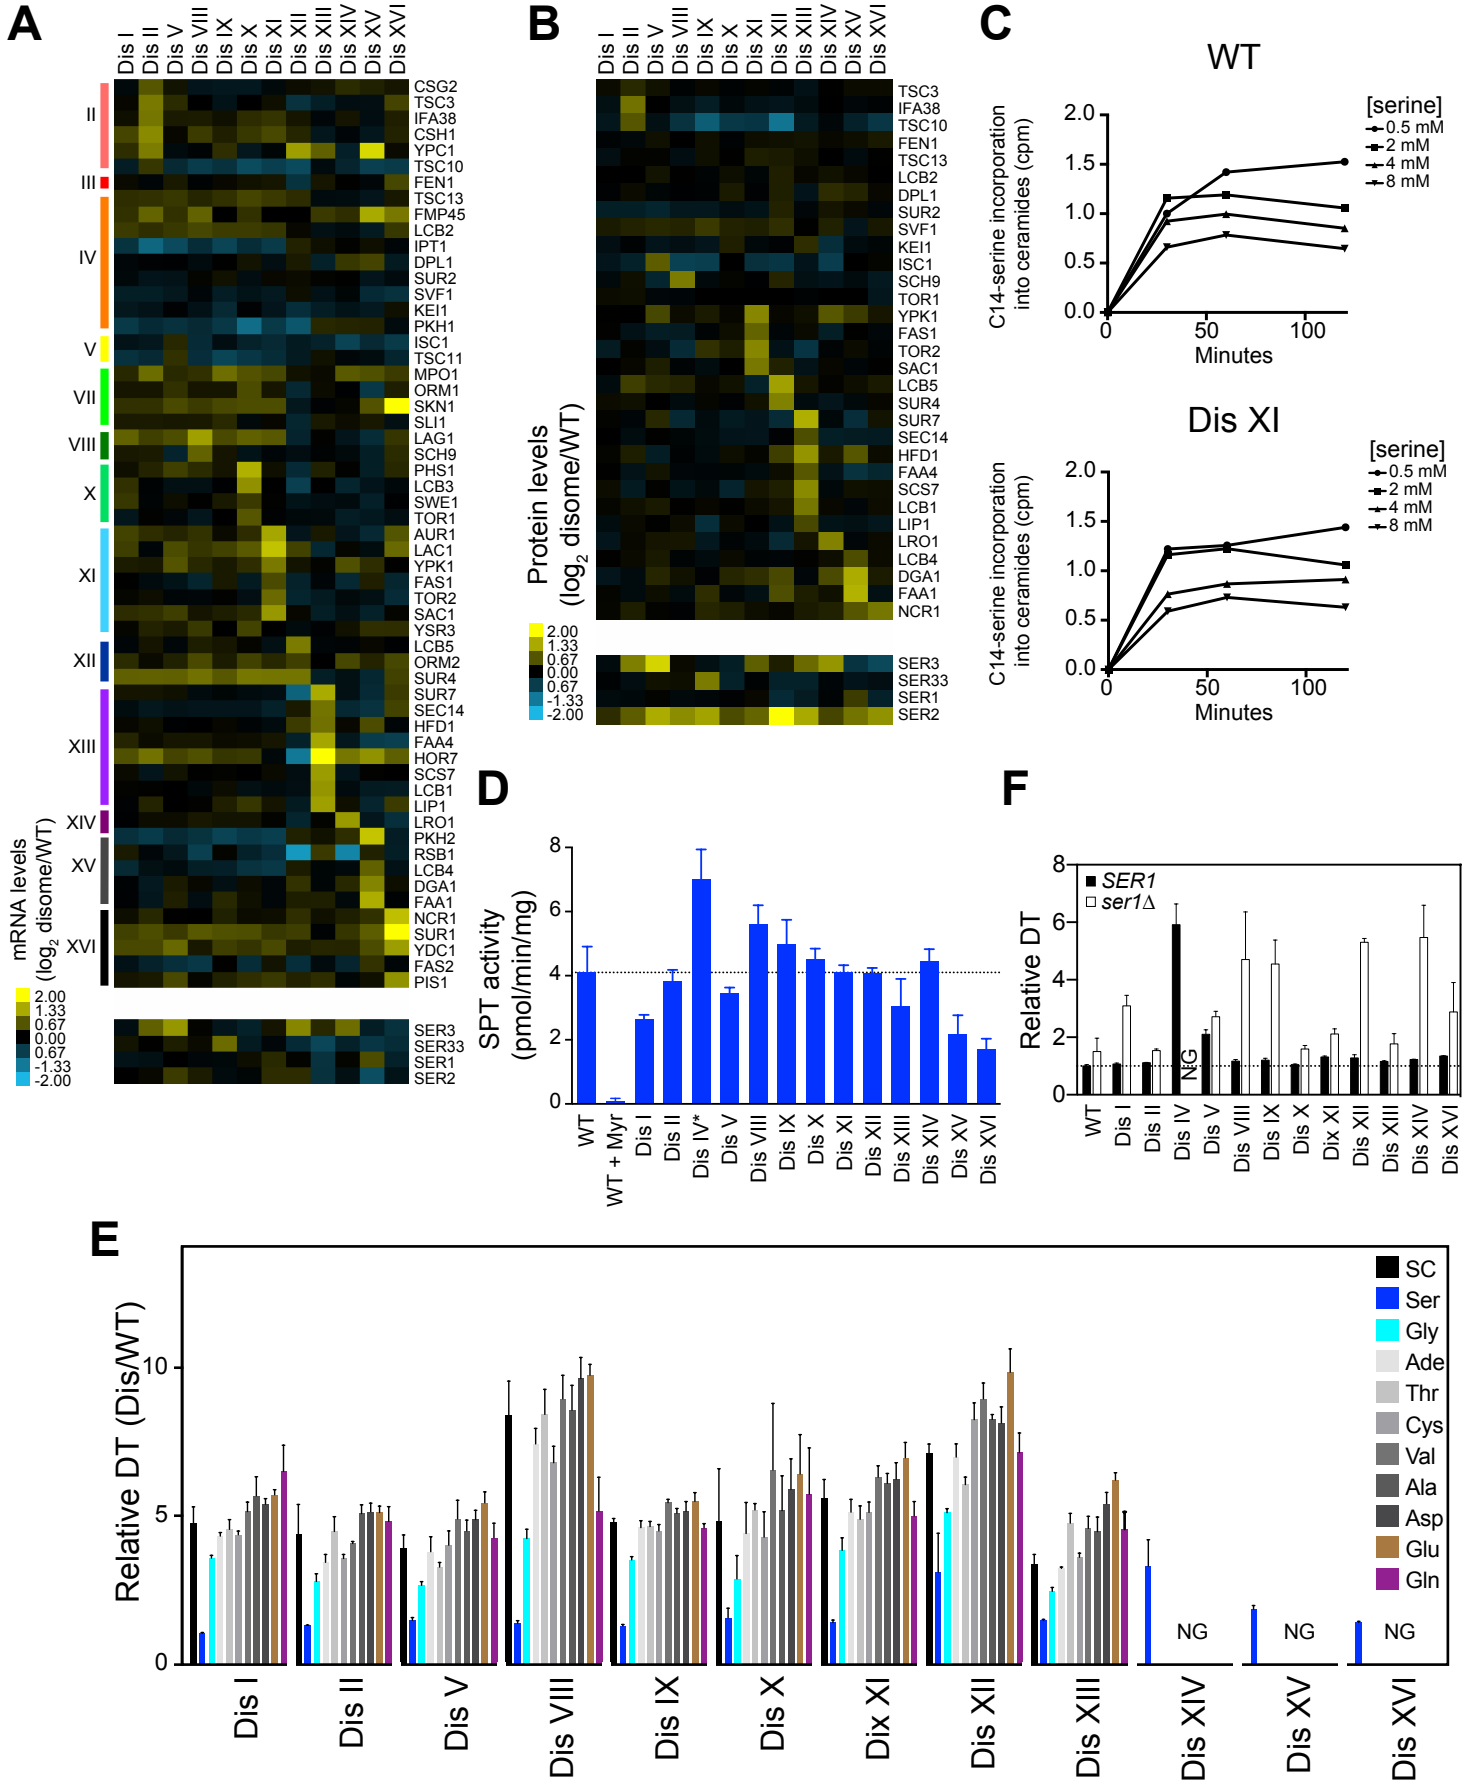 A
Dis I
Dis II
Dis V
Dis VIII
Dis IX
Dis X
Dis XI
Dis XII
Dis XIII
Dis XIV
Dis XV
Dis XVI
II
III
IV
V
VII
VIII
X
XI
XII
XIII
XIV
XV
XVI
CSG2
TSC3
IFA38
CSH1
YPC1
TSC10
FEN1
TSC13
FMP45
LCB2
IPT1
DPL1
SUR2
SVF1
KEI1
PKH1
ISC1
TSC11
MPO1
ORM1
SKN1
SLI1
LAG1
SCH9
PHS1
LCB3
SWE1
TOR1
AUR1
LAC1
YPK1
FAS1
TOR2
SAC1
YSR3
LCB5
ORM2
SUR4
SUR7
SEC14
HFD1
FAA4
HOR7
SCS7
LCB1
LIP1
LRO1
PKH2
RSB1
LCB4
DGA1
FAA1
NCR1
SUR1
YDC1
FAS2
PIS1
SER3
SER33
SER1
SER2
mRNA levels
(log2 disome/WT)
2.00
1.33
0.67
0.00
0.67
-1.33
-2.00
B
Dis I
Dis II
Dis V
Dis VIII
Dis IX
Dis X
Dis XI
Dis XII
Dis XIII
Dis XIV
Dis XV
Dis XVI
TSC3
IFA38
TSC10
FEN1
TSC13
LCB2
DPL1
SUR2
SVF1
KEI1
ISC1
SCH9
TOR1
YPK1
FAS1
TOR2
SAC1
LCB5
SUR4
SUR7
SEC14
HFD1
FAA4
SCS7
LCB1
LIP1
LRO1
LCB4
DGA1
FAA1
NCR1
SER3
SER33
SER1
SER2
Protein levels
(log2 disome/WT)
2.00
1.33
0.67
0.00
0.67
-1.33
-2.00
C
WT
C14-serine incorporation
into ceramides (cpm)
2.0
1.5
1.0
0.5
0.0
0
50
100
Minutes
[serine]
0.5 mM
2 mM
4 mM
8 mM
Dis XI
C14-serine incorporation
into ceramides (cpm)
2.0
1.5
1.0
0.5
0.0
0
50
100
Minutes
[serine]
0.5 mM
2 mM
4 mM
8 mM
D
SPT activity
(pmol/min/mg)
8
6
4
2
0
WT
WT + Myr
Dis I
Dis II
Dis IV*
Dis V
Dis VIII
Dis IX
Dis X
Dis XI
Dis XII
Dis XIII
Dis XIV
Dis XV
Dis XVI
F
Relative DT
8
6
4
2
0
SER1
ser1Δ
NG
WT
Dis I
Dis II
Dis IV
Dis V
Dis VIII
Dis IX
Dis X
Dix XI
Dis XII
Dis XIII
Dis XIV
Dis XVI
E
Relative DT (Dis/WT)
10
5
0
SC
Ser
Gly
Ade
Thr
Cys
Val
Ala
Asp
Glu
Gln
NG
NG
NG
Dis I
Dis II
Dis V
Dis VIII
Dis IX
Dis X
Dix XI
Dis XII
Dis XIII
Dis XIV
Dis XV
Dis XVI